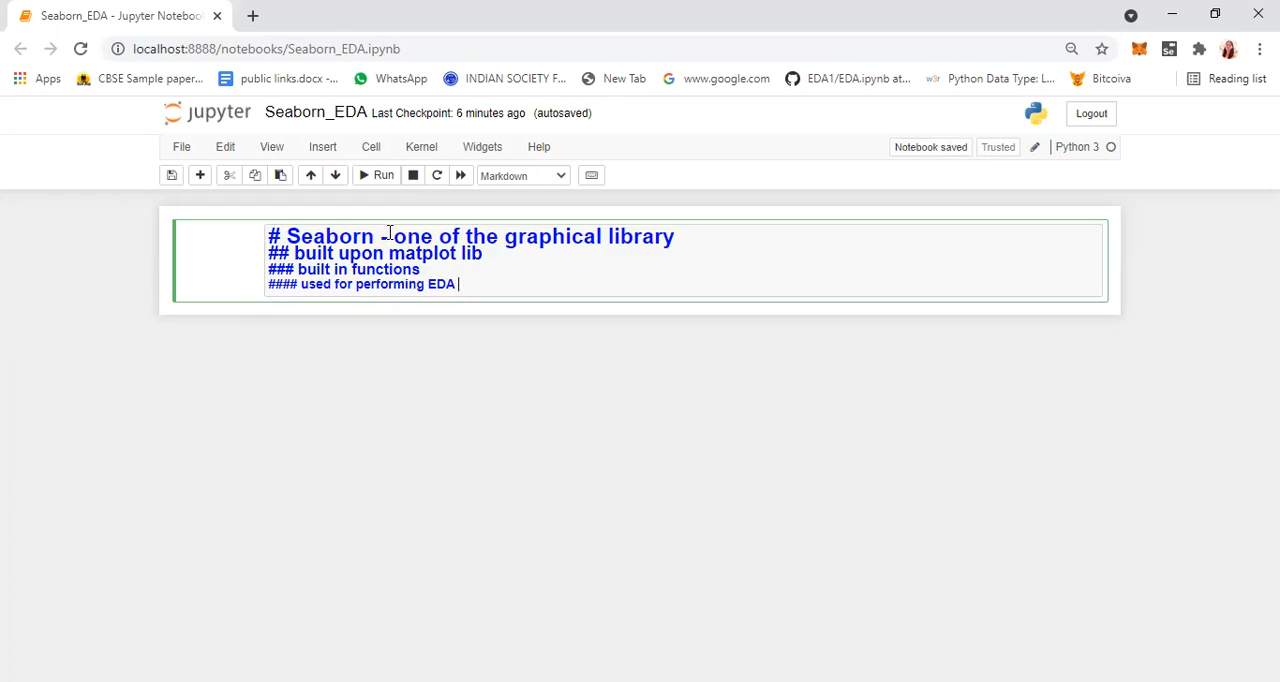 Seaborn_EDA - Jupyter Notebook
localhost:8888/notebooks/Seaborn_EDA.ipynb
Apps CBSE Sample paper... public links.docx -... WhatsApp INDIAN SOCIETY F... New Tab www.google.com EDA1/EDA.ipynb at... w3r Python Data Type: L... Bitcoiva Reading list
jupyter Seaborn_EDA Last Checkpoint: 6 minutes ago (autosaved) Logout
File Edit View Insert Cell Kernel Widgets Help Notebook saved Trusted Python 3
Run Markdown
# Seaborn - one of the graphical library
## built upon matplot lib
### built in functions
#### used for performing EDA